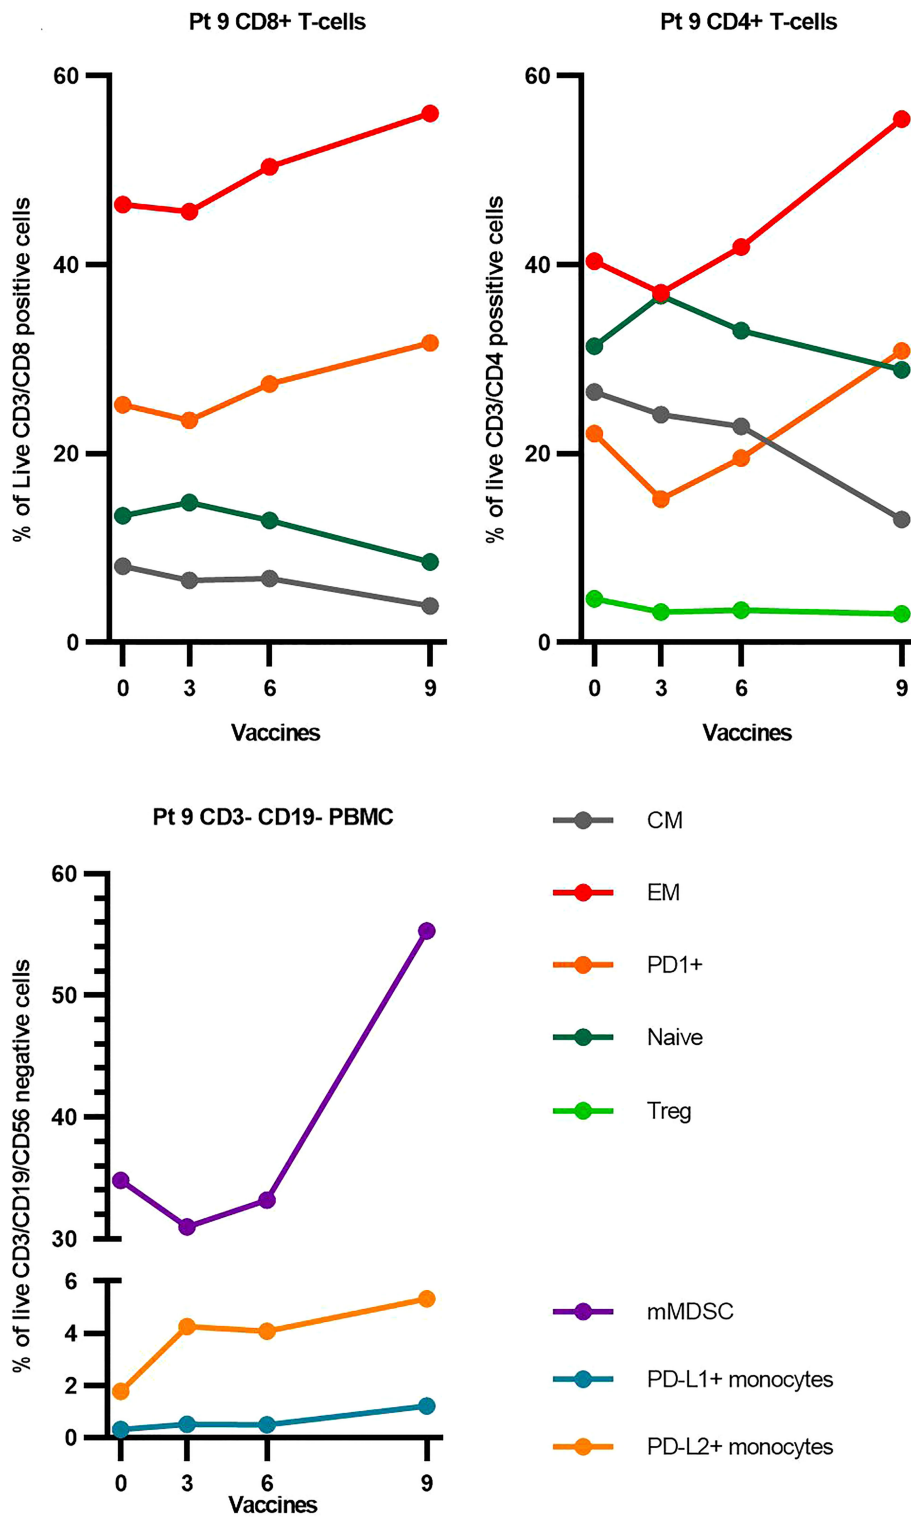 Pt 9 CD8+ T-cells
% of Live CD3/CD8 positive cells
60
40
20
0
0 3 6 9
Vaccines
Pt 9 CD4+ T-cells
% of live CD3/CD4 possitive cells
60
40
20
0
0 3 6 9
Vaccines
Pt 9 CD3- CD19- PBMC
% of live CD3/CD19/CD56 negative cells
60
50
40
30
6
4
2
0
0 3 6 9
Vaccines
CM
EM
PD1+
Naive
Treg
mMDSC
PD-L1+ monocytes
PD-L2+ monocytes